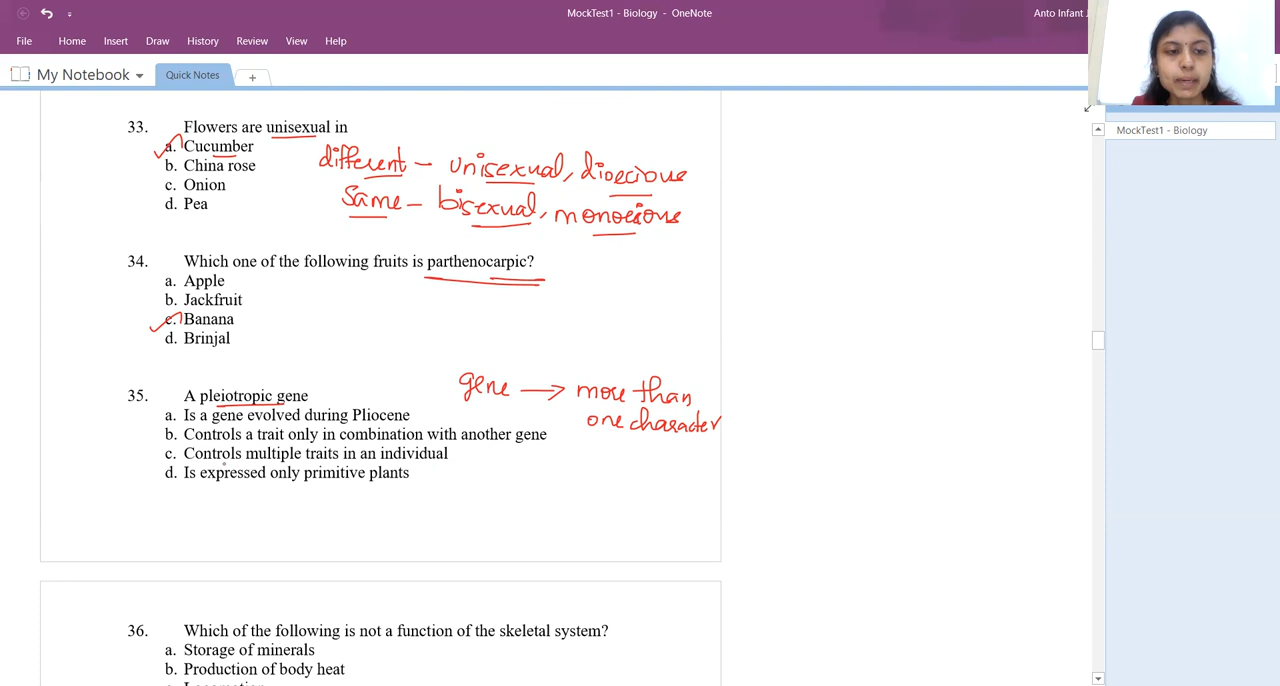 MockTest1 - Biology - OneNote
Anto Infant J
File Home Insert Draw History Review View Help
My Notebook
Quick Notes
+
MockTest1 - Biology
33. Flowers are unisexual in
a. Cucumber
b. China rose
c. Onion
d. Pea
different – unisexual, dioecious
Same – bisexual, monoecious
34. Which one of the following fruits is parthenocarpic?
a. Apple
b. Jackfruit
c. Banana
d. Brinjal
35. A pleiotropic gene
a. Is a gene evolved during Pliocene
b. Controls a trait only in combination with another gene
c. Controls multiple traits in an individual
d. Is expressed only primitive plants
gene → more than
one character
36. Which of the following is not a function of the skeletal system?
a. Storage of minerals
b. Production of body heat